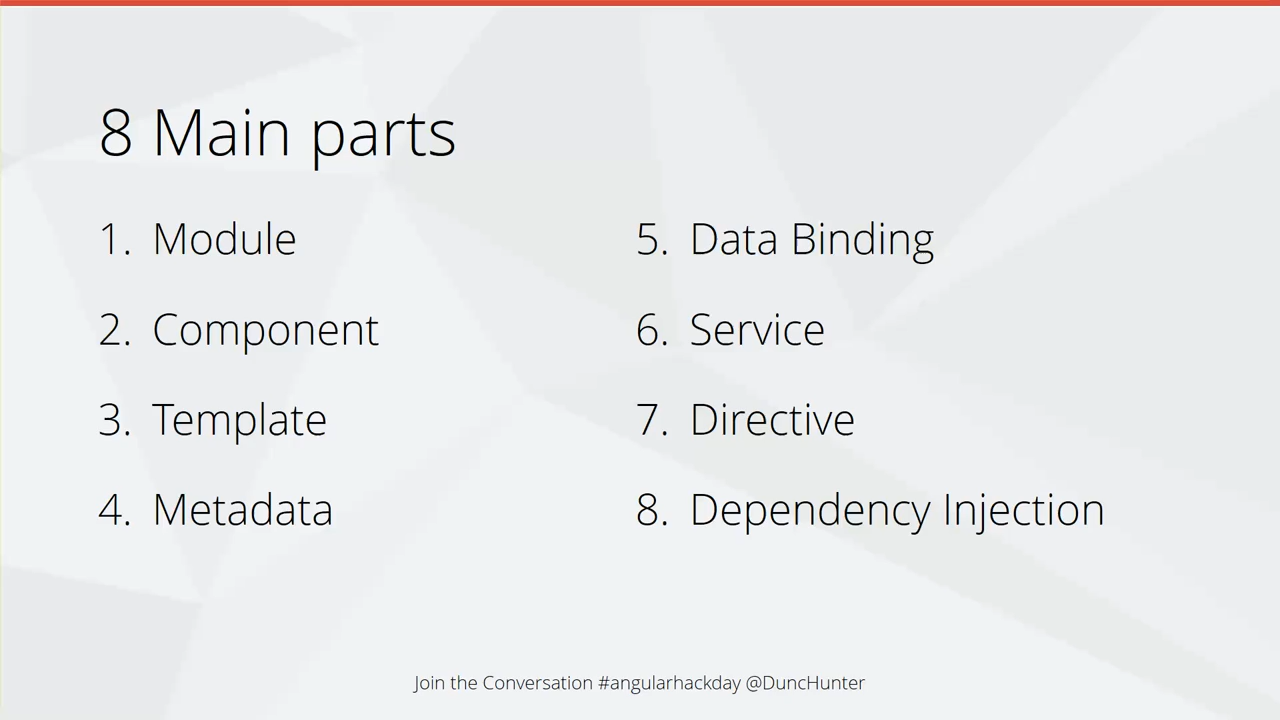 8 Main parts
1. Module
2. Component
3. Template
4. Metadata
5. Data Binding
6. Service
7. Directive
8. Dependency Injection
Join the Conversation #angularhackday @DuncHunter